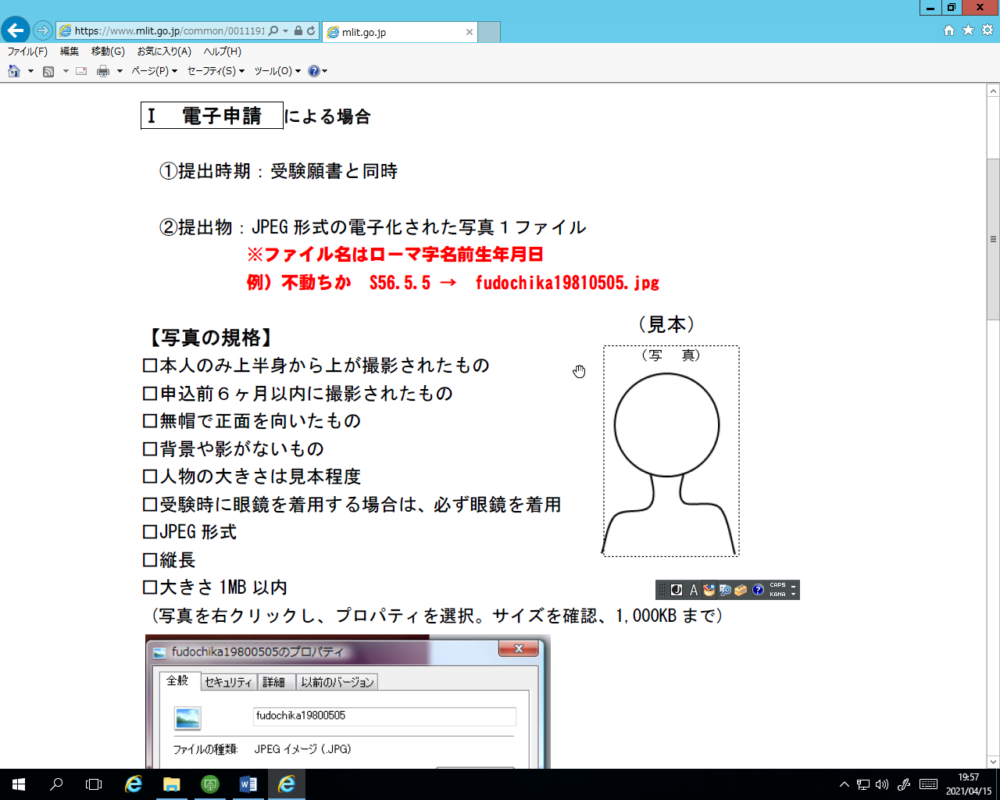 https://www.mlit.go.jp/common/0011191
mlit.go.jp
ファイル(F) 編集 移動(G) お気に入り(A) ヘルプ(H)
ページ(P) セーフティ(S) ツール(O)
Ⅰ 電子申請 による場合
①提出時期：受験願書と同時
②提出物：JPEG 形式の電子化された写真１ファイル
※ファイル名はローマ字名前生年月日
例）不動ちか S56.5.5 → fudochika19810505.jpg
（見本）
（写 真）
【写真の規格】
□本人のみ上半身から上が撮影されたもの
□申込前６ヶ月以内に撮影されたもの
□無帽で正面を向いたもの
□背景や影がないもの
□人物の大きさは見本程度
□受験時に眼鏡を着用する場合は、必ず眼鏡を着用
□JPEG 形式
□縦長
□大きさ 1MB 以内
A CAPS KANA
（写真を右クリックし、プロパティを選択。サイズを確認、1,000KB まで）
fudochika19800505のプロパティ
全般 セキュリティ 詳細 以前のバージョン
fudochika19800505
ファイルの種類: JPEG イメージ (.JPG)
19:57
2021/04/15